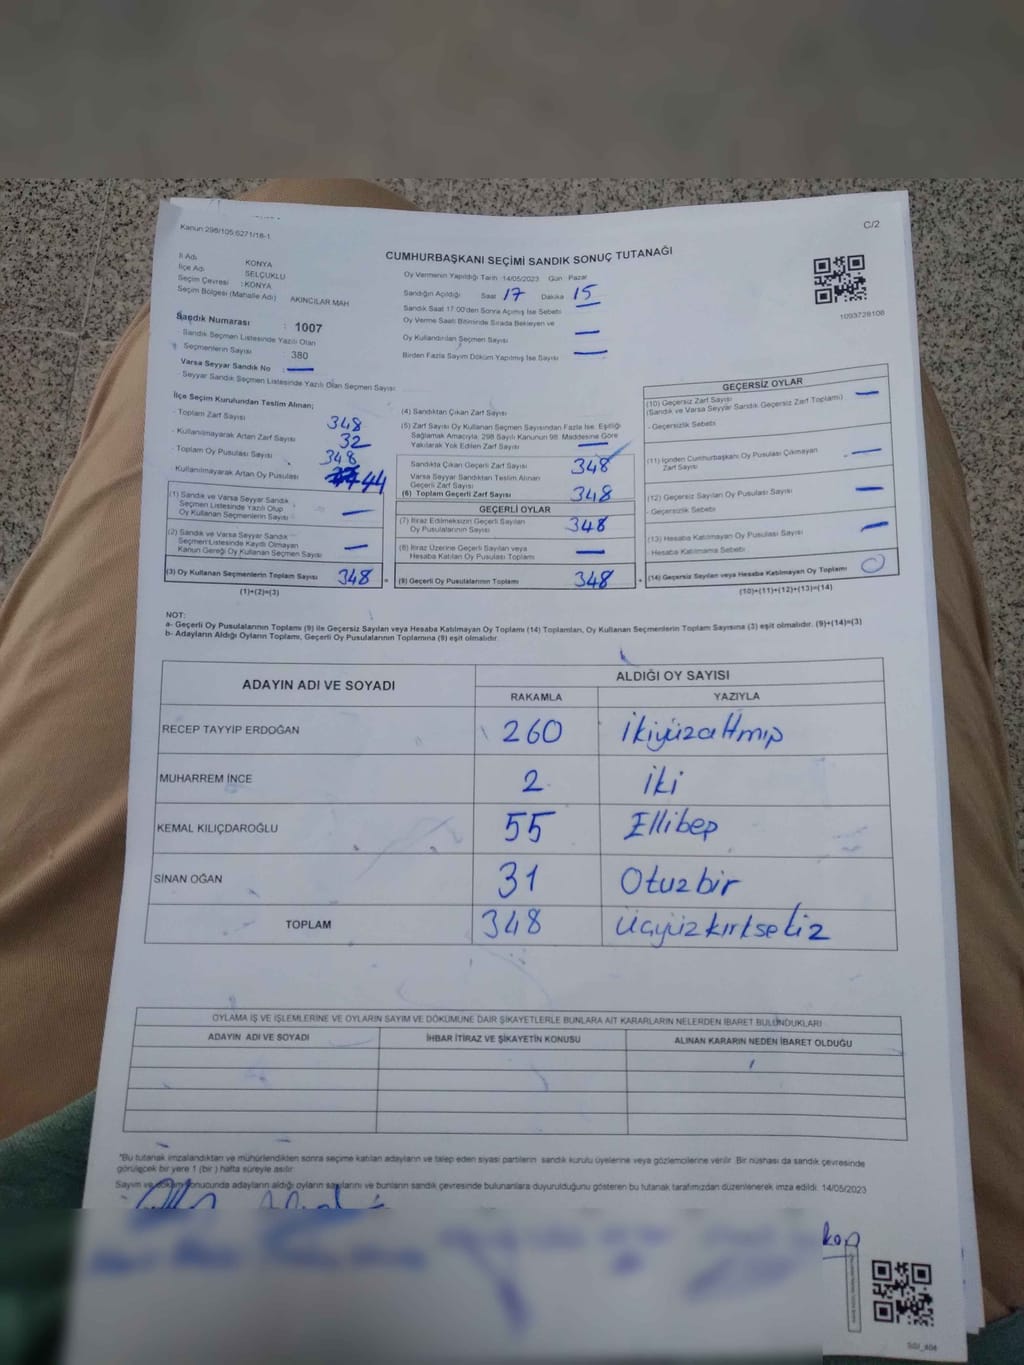 Kanun 298/105:6271/18-1
C/2
CUMHURBAŞKANI SEÇİMİ SANDIK SONUÇ TUTANAĞI
İl Adı KONYA
İlçe Adı SELÇUKLU
Seçim Çevresi : KONYA
Seçim Bölgesi (Mahalle Adı) AKINCILAR MAH
Sandık Numarası : 1007
Sandık Seçmen Listesinde Yazılı Olan
Seçmenlerin Sayısı : 380
Varsa Seyyar Sandık No : —
Seyyar Sandık Seçmen Listesinde Yazılı Olan Seçmen Sayısı
Oy Vermenin Yapıldığı Tarih :14/05/2023 Gün : Pazar
Sandığın Açıldığı Saat 17 Dakika 15
Sandık Saat 17:00'den Sonra Açılmış İse Sebebi
Oy Verme Saati Bitiminde Sırada Bekleyen ve
Oy Kullandırılan Seçmen Sayısı —
Birden Fazla Sayım Döküm Yapılmış İse Sayısı —
1093728108
İlçe Seçim Kurulundan Teslim Alınan;
- Toplam Zarf Sayısı 348
- Kullanılmayarak Artan Zarf Sayısı 32
- Toplam Oy Pusulası Sayısı 348
- Kullanılmayarak Artan Oy Pusulası 44
(1) Sandık ve Varsa Seyyar Sandık
Seçmen Listesinde Yazılı Olup
Oy Kullanan Seçmenlerin Sayısı —
(2) Sandık ve Varsa Seyyar Sandık
Seçmen Listesinde Kayıtlı Olmayan
Kanun Gereği Oy Kullanan Seçmen Sayısı —
(3) Oy Kullanan Seçmenlerin Toplam Sayısı 348 =
(1)+(2)=(3)
(4) Sandıktan Çıkan Zarf Sayısı
(5) Zarf Sayısı Oy Kullanan Seçmen Sayısından Fazla İse, Eşitliği
Sağlamak Amacıyla, 298 Sayılı Kanunun 98. Maddesine Göre
Yakılarak Yok Edilen Zarf Sayısı —
Sandıkta Çıkan Geçerli Zarf Sayısı 348
Varsa Seyyar Sandıktan Teslim Alınan
Geçerli Zarf Sayısı
(6) Toplam Geçerli Zarf Sayısı 348
GEÇERLİ OYLAR
(7) İtiraz Edilmeksizin Geçerli Sayılan
Oy Pusulalarının Sayısı 348
(8) İtiraz Üzerine Geçerli Sayılan veya
Hesaba Katılan Oy Pusulası Toplamı —
(9) Geçerli Oy Pusulalarının Toplamı 348 +
GEÇERSİZ OYLAR
(10) Geçersiz Zarf Sayısı —
(Sandık ve Varsa Seyyar Sandık Geçersiz Zarf Toplamı)
- Geçersizlik Sebebi
(11) İçinden Cumhurbaşkanı Oy Pusulası Çıkmayan
Zarf Sayısı —
(12) Geçersiz Sayılan Oy Pusulası Sayısı —
- Geçersizlik Sebebi
(13) Hesaba Katılmayan Oy Pusulası Sayısı —
- Hesaba Katılmama Sebebi
(14) Geçersiz Sayılan veya Hesaba Katılmayan Oy Toplamı 0
(10)+(11)+(12)+(13)=(14)
NOT:
a- Geçerli Oy Pusulalarının Toplamı (9) ile Geçersiz Sayılan veya Hesaba Katılmayan Oy Toplamı (14) Toplamları, Oy Kullanan Seçmenlerin Toplam Sayısına (3) eşit olmalıdır. (9)+(14)=(3)
b- Adayların Aldığı Oyların Toplamı, Geçerli Oy Pusulalarının Toplamına (9) eşit olmalıdır.
ADAYIN ADI VE SOYADI ALDIĞI OY SAYISI
RAKAMLA YAZIYLA
RECEP TAYYİP ERDOĞAN 260 İkiyüzaltmış
MUHARREM İNCE 2 İki
KEMAL KILIÇDAROĞLU 55 Ellibeş
SİNAN OĞAN 31 Otuzbir
TOPLAM 348 üçyüzkırksekiz
OYLAMA İŞ VE İŞLEMLERİNE VE OYLARIN SAYIM VE DÖKÜMÜNE DAİR ŞİKAYETLERLE BUNLARA AİT KARARLARIN NELERDEN İBARET BULUNDUKLARI
ADAYIN ADI VE SOYADI İHBAR İTİRAZ VE ŞİKAYETİN KONUSU ALINAN KARARIN NEDEN İBARET OLDUĞU
"Bu tutanak imzalandıktan ve mühürlendikten sonra seçime katılan adayların ve talep eden siyasi partilerin sandık kurulu üyelerine veya gözlemcilerine verilir. Bir nüshası da sandık çevresinde
görülecek bir yere 1 (bir ) hafta süreyle asılır.
Sayım ve döküm sonucunda adayların aldığı oyların sayılarını ve bunların sandık çevresinde bulunanlara duyurulduğunu gösteren bu tutanak tarafımızdan düzenlenerek imza edildi. 14/05/2023